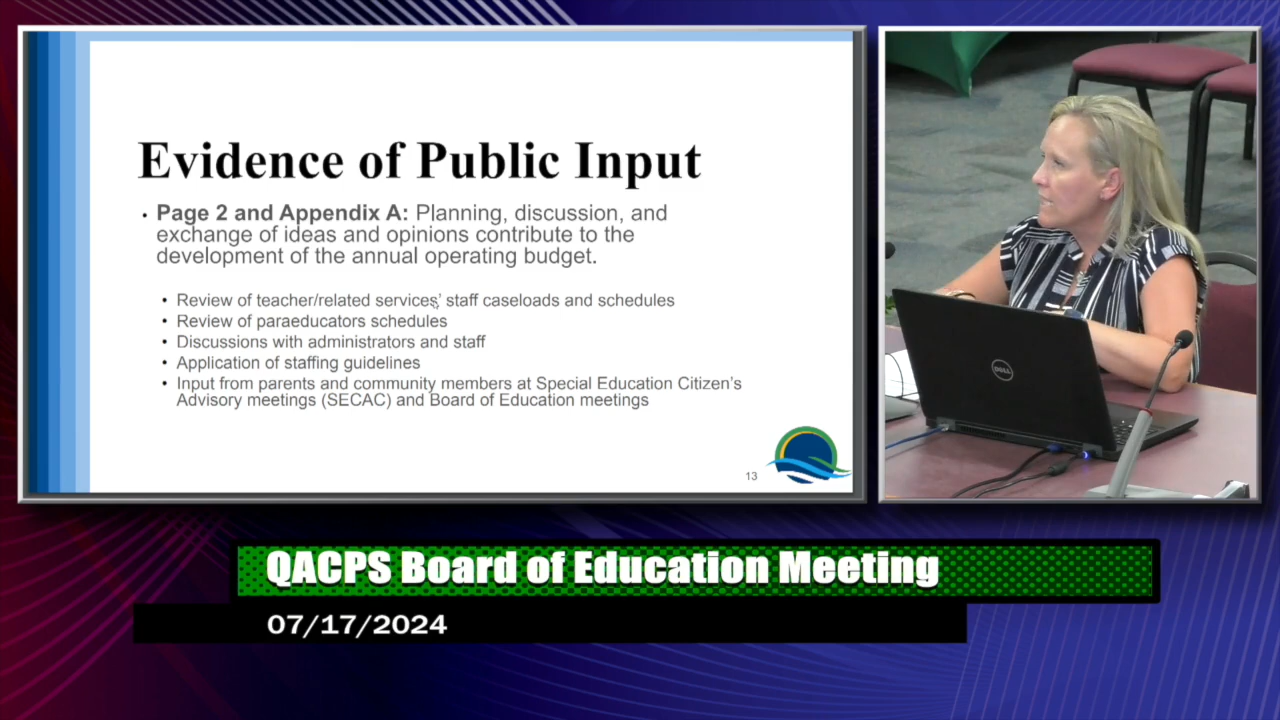 Evidence of Public Input
• Page 2 and Appendix A: Planning, discussion, and
exchange of ideas and opinions contribute to the
development of the annual operating budget.
• Review of teacher/related services’ staff caseloads and schedules
• Review of paraeducators schedules
• Discussions with administrators and staff
• Application of staffing guidelines
• Input from parents and community members at Special Education Citizen’s
Advisory meetings (SECAC) and Board of Education meetings
13
DELL
QACPS Board of Education Meeting
07/17/2024